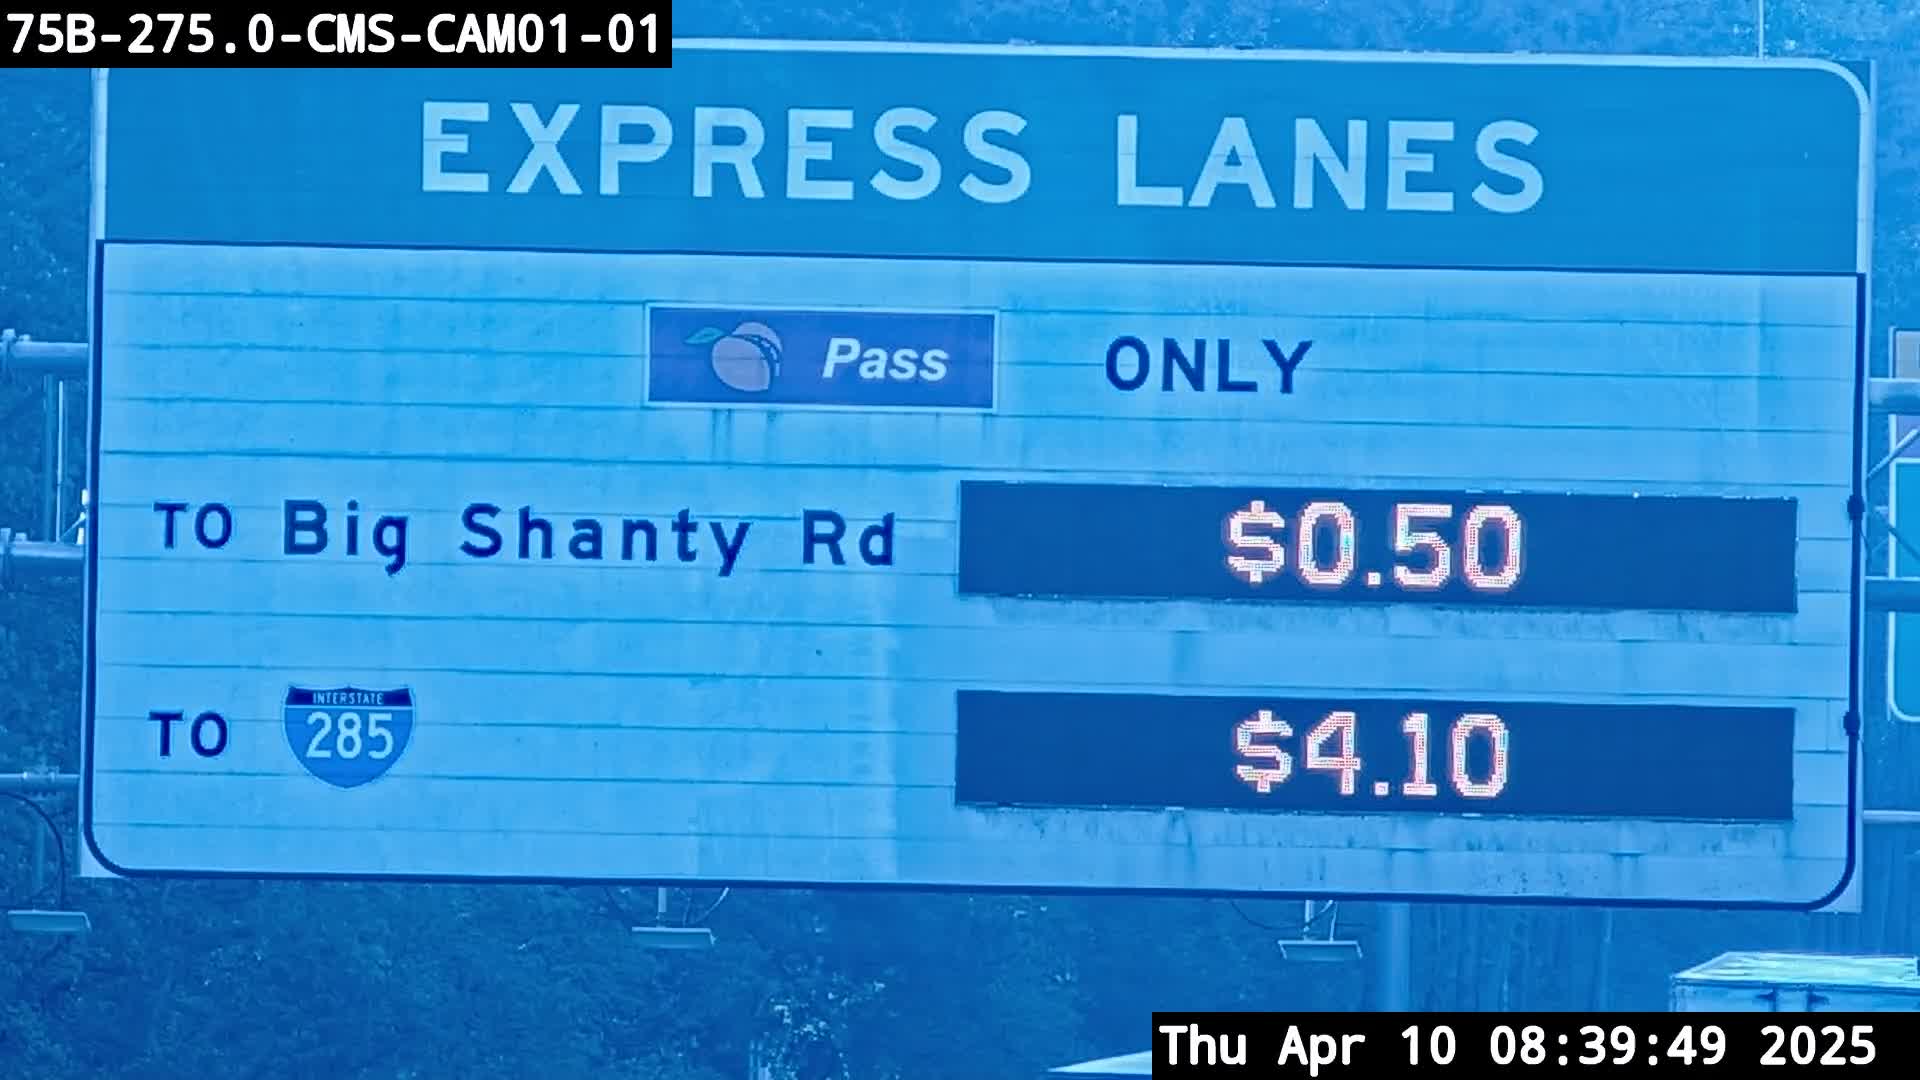 75B-275.0-CMS-CAM01-01
EXPRESS LANES
Pass ONLY
TO Big Shanty Rd $0.50
INTERSTATE
TO 285 $4.10
Thu Apr 10 08:39:49 2025